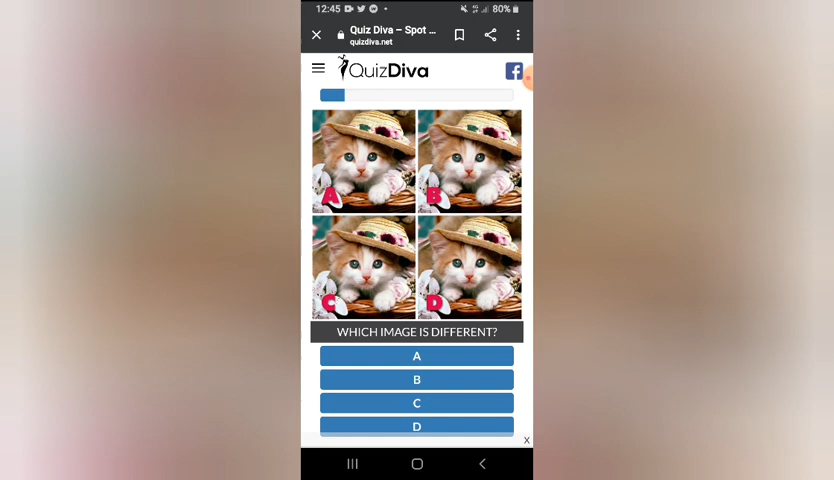 12:45 80%
Quiz Diva – Spot ...
quizdiva.net
QuizDiva
A B
C D
WHICH IMAGE IS DIFFERENT?
A
B
C
D
X